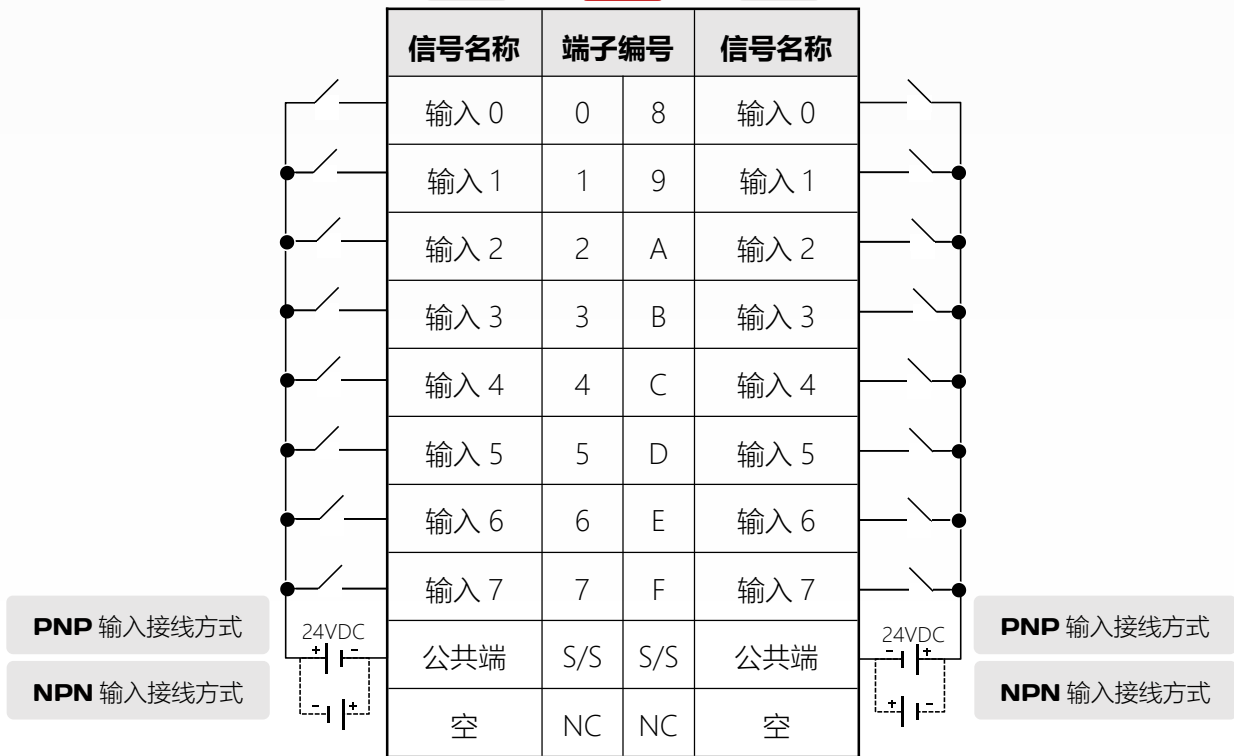 信号名称 端子编号 信号名称
输入 0 0 8 输入 0
输入 1 1 9 输入 1
输入 2 2 A 输入 2
输入 3 3 B 输入 3
输入 4 4 C 输入 4
输入 5 5 D 输入 5
输入 6 6 E 输入 6
输入 7 7 F 输入 7
PNP 输入接线方式 24VDC 公共端 S/S S/S 公共端 24VDC PNP 输入接线方式
+ - - +
NPN 输入接线方式 - + 空 NC NC 空 + - NPN 输入接线方式